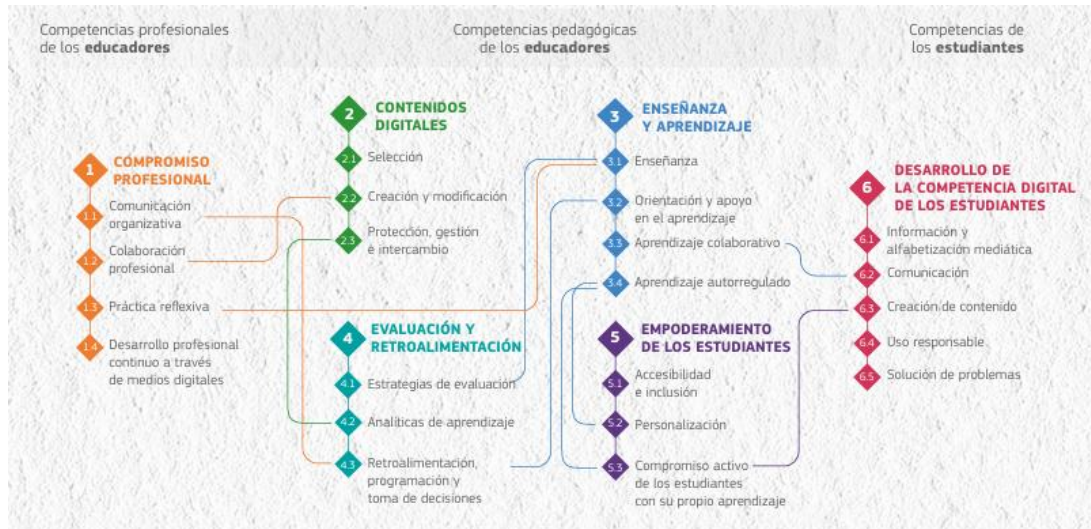 Competencias profesionales
de los educadores
Competencias pedagógicas
de los educadores
Competencias de
los estudiantes
1
COMPROMISO
PROFESIONAL
1.1
Comunicación
organizativa
1.2
Colaboración
profesional
1.3
Práctica reflexiva
1.4
Desarrollo profesional
continuo a través
de medios digitales
2
CONTENIDOS
DIGITALES
2.1
Selección
2.2
Creación y modificación
2.3
Protección, gestión
e intercambio
4
EVALUACIÓN Y
RETROALIMENTACIÓN
4.1
Estrategias de evaluación
4.2
Analíticas de aprendizaje
4.3
Retroalimentación,
programación y
toma de decisiones
3
ENSEÑANZA
Y APRENDIZAJE
3.1
Enseñanza
3.2
Orientación y apoyo
en el aprendizaje
3.3
Aprendizaje colaborativo
3.4
Aprendizaje autorregulado
5
EMPODERAMIENTO
DE LOS ESTUDIANTES
5.1
Accesibilidad
e inclusión
5.2
Personalización
5.3
Compromiso activo
de los estudiantes
con su propio aprendizaje
6
DESARROLLO DE
LA COMPETENCIA DIGITAL
DE LOS ESTUDIANTES
6.1
Información y
alfabetización mediática
6.2
Comunicación
6.3
Creación de contenido
6.4
Uso responsable
6.5
Solución de problemas